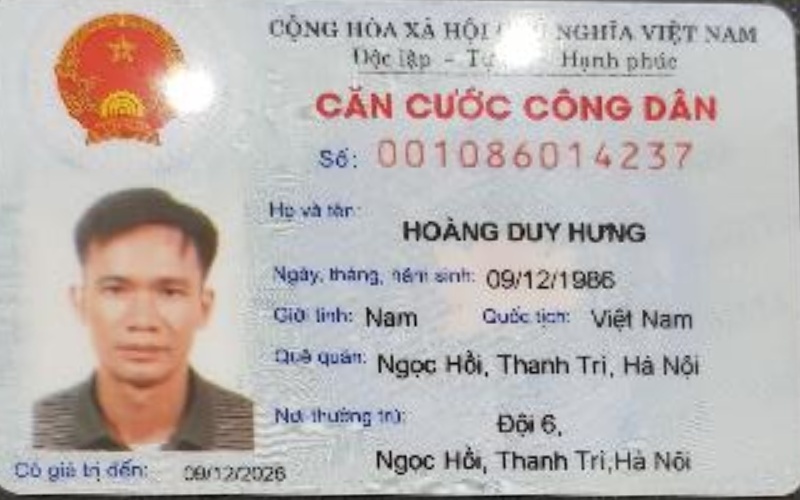 CỘNG HÒA XÃ HỘI NGHĨA VIỆT NAM
Độc lập - Hạnh phúc
CĂN CƯỚC CÔNG DÂN
Số: 001086014237
Họ và tên:
HOÀNG DUY HƯNG
Ngày, tháng, năm sinh: 09/12/1986
Giới tính: Nam Quốc tịch: Việt Nam
Quê quán: Ngọc Hồi, Thanh Trì, Hà Nội
Nơi thường trú: Đội 6,
Ngọc Hồi, Thanh Trì,Hà Nội
Có giá trị đến: 09/12/2026